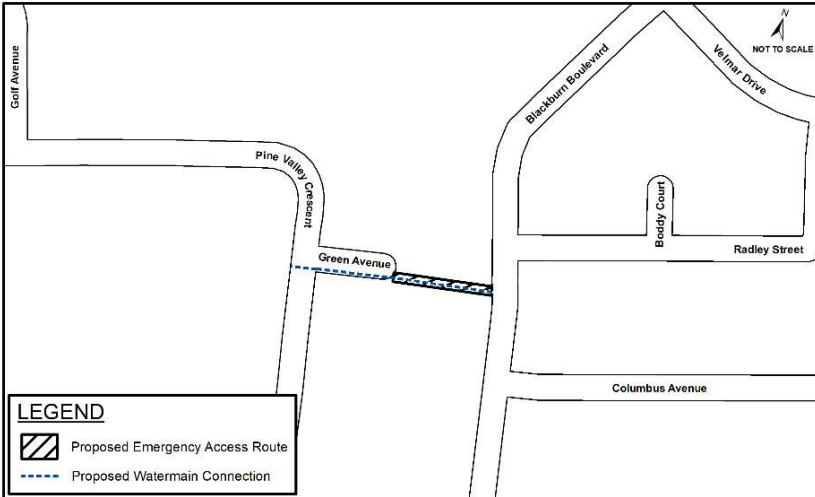 N
NOT TO SCALE
Golf Avenue
Blackburn Boulevard
Velmar Drive
Pine Valley Crescent
Boddy Court
Green Avenue
Radley Street
Columbus Avenue
LEGEND
Proposed Emergency Access Route
Proposed Watermain Connection